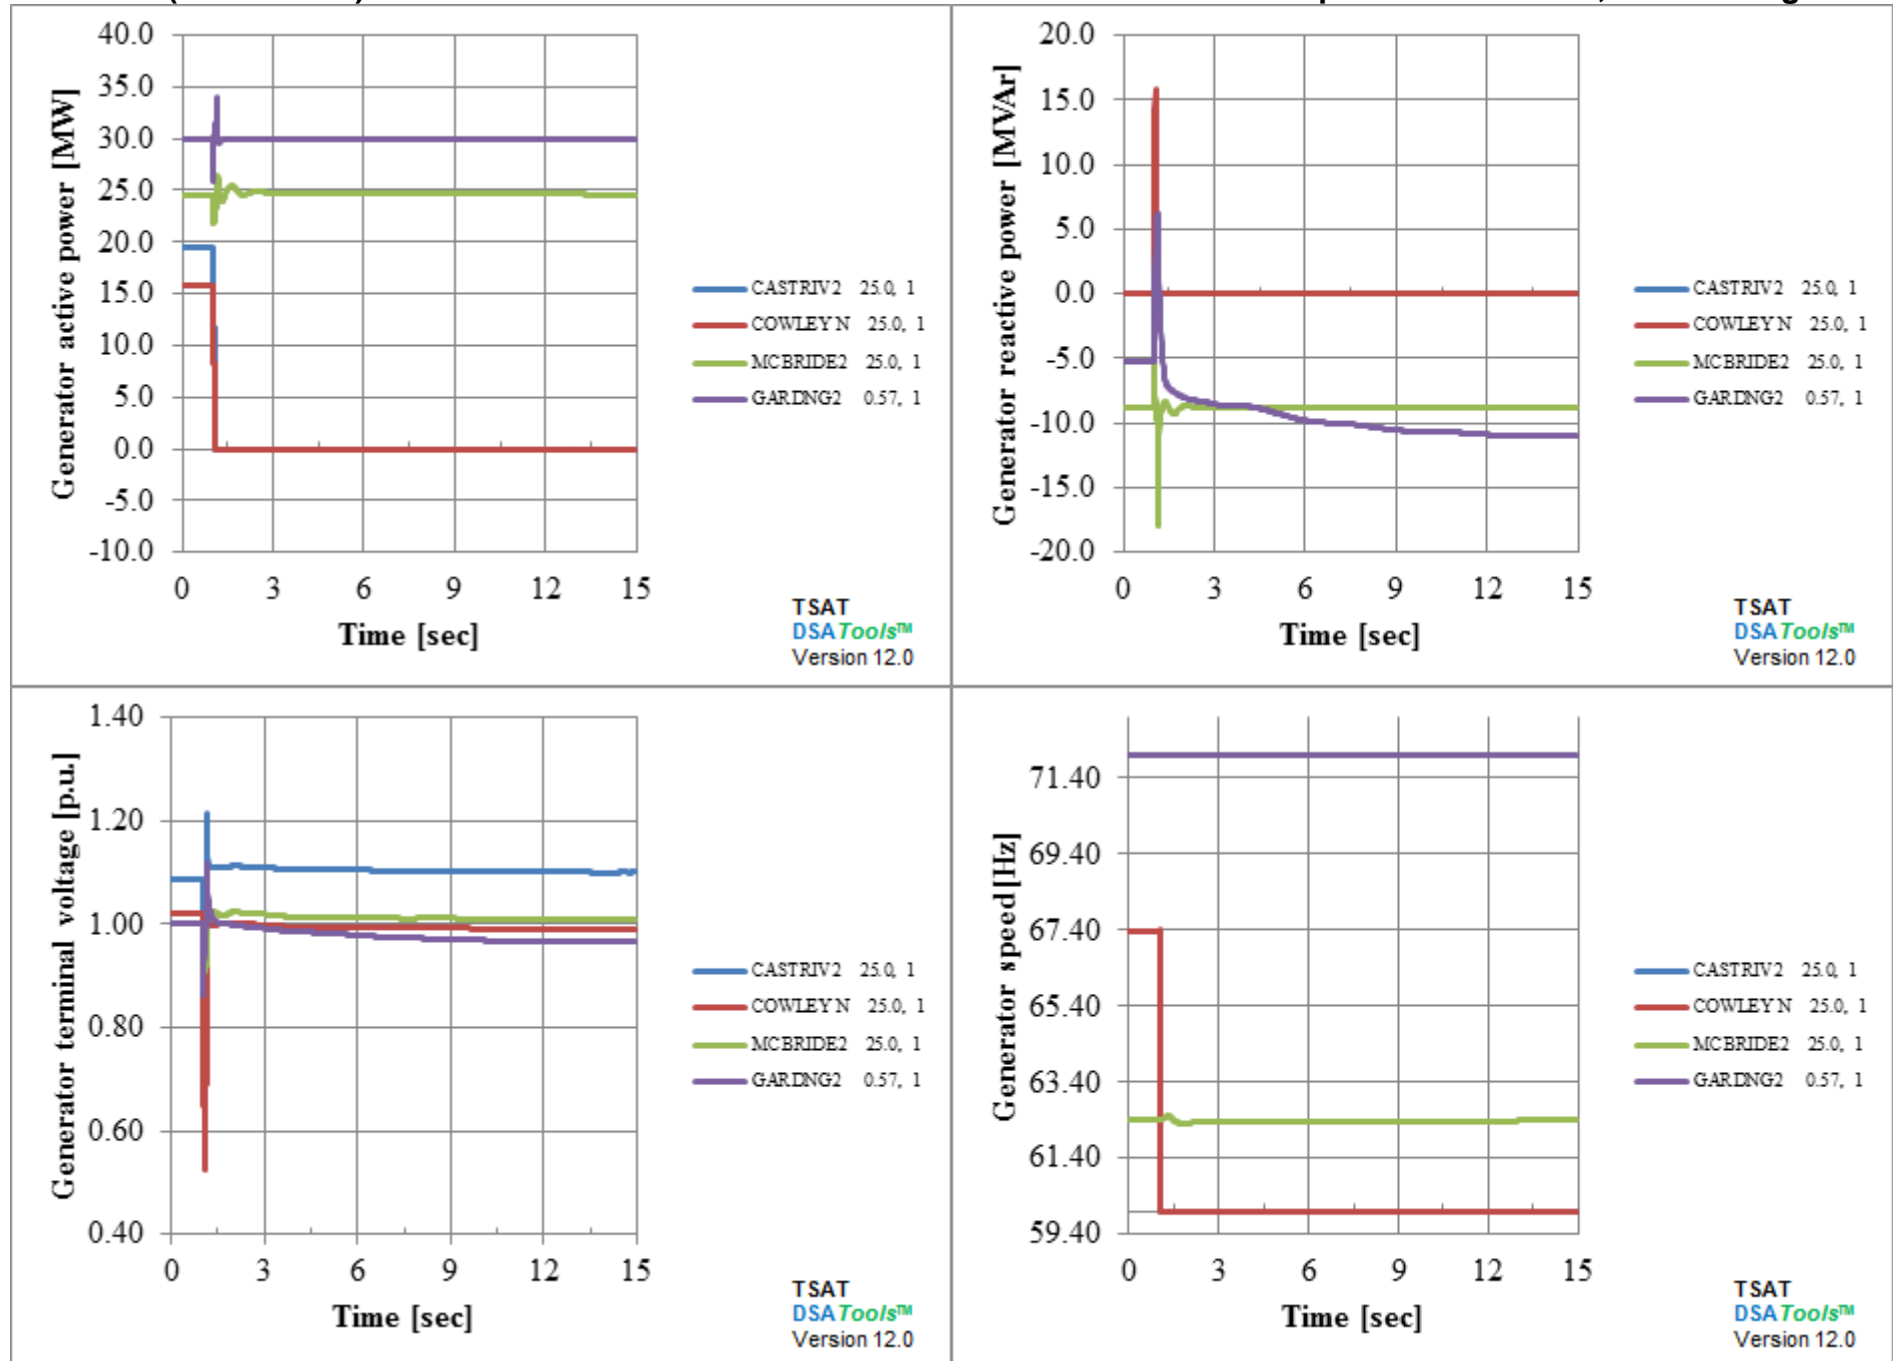 Generator active power [MW]
40.0
35.0
30.0
25.0
20.0
15.0
10.0
5.0
0.0
-5.0
-10.0
0 3 6 9 12 15
Time [sec]
CASTRIV2 25.0, 1
COWLEY N 25.0, 1
MCBRIDE2 25.0, 1
GARDNG2 0.57, 1
TSAT
DSATools™
Version 12.0
Generator reactive power [MVAr]
20.0
15.0
10.0
5.0
0.0
-5.0
-10.0
-15.0
-20.0
0 3 6 9 12 15
Time [sec]
CASTRIV2 25.0, 1
COWLEY N 25.0, 1
MCBRIDE2 25.0, 1
GARDNG2 0.57, 1
TSAT
DSATools™
Version 12.0
Generator terminal voltage [p.u.]
1.40
1.20
1.00
0.80
0.60
0.40
0 3 6 9 12 15
Time [sec]
CASTRIV2 25.0, 1
COWLEY N 25.0, 1
MCBRIDE2 25.0, 1
GARDNG2 0.57, 1
TSAT
DSATools™
Version 12.0
Generator speed[Hz]
71.40
69.40
67.40
65.40
63.40
61.40
59.40
0 3 6 9 12 15
Time [sec]
CASTRIV2 25.0, 1
COWLEY N 25.0, 1
MCBRIDE2 25.0, 1
GARDNG2 0.57, 1
TSAT
DSATools™
Version 12.0